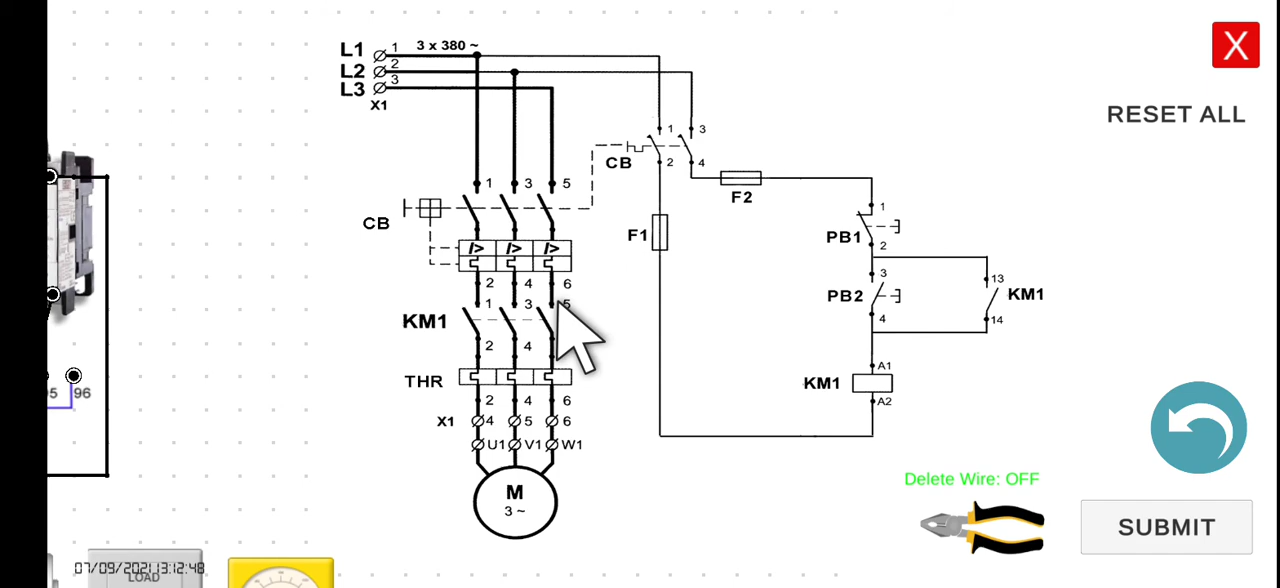 L1 1 3 x 380 ~
L2 2
L3 3
X1
X
RESET ALL
1 3
CB
2 4
F2
1 3 5
CB
F1
1
PB1
2
I> I> I>
2 4 6
3
PB2
4
13
KM1
14
1 3 5
KM1
2 4
THR
2 4 6
A1
KM1
A2
X1 4 5 6
U1 V1 W1
M
3 ~
96
Delete Wire: OFF
SUBMIT
07/09/2021 13:12:48
LOAD